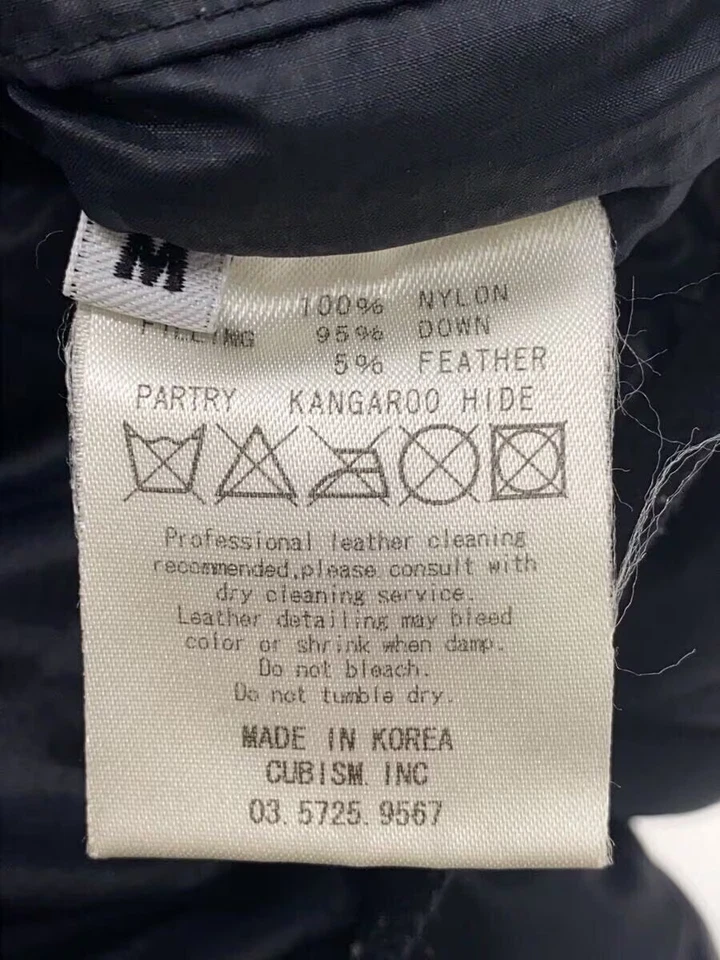 M
100% NYLON
FILLING 95% DOWN
5% FEATHER
PARTRY KANGAROO HIDE
Professional leather cleaning
recommended,please consult with
dry cleaning service.
Leather detailing may bleed
color or shrink when damp.
Do not bleach.
Do not tumble dry.
MADE IN KOREA
CUBISM. INC
03. 5725. 9567